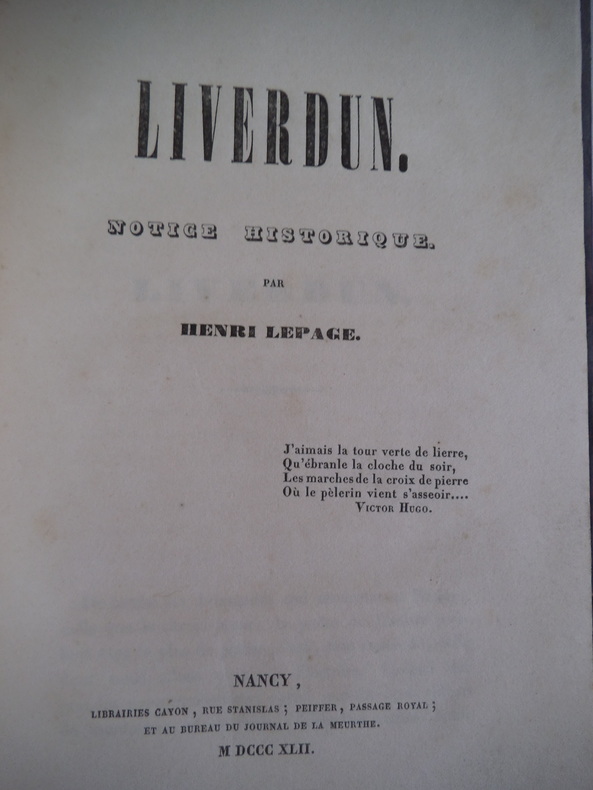 LIVERDUN.
NOTICE HISTORIQUE.
PAR
HENRI LEPAGE.
J'aimais la tour verte de lierre,
Qu'ébranle la cloche du soir,
Les marches de la croix de pierre
Où le pèlerin vient s'asseoir....
VICTOR HUGO.
NANCY,
LIBRAIRIES CAYON, RUE STANISLAS; PEIFFER, PASSAGE ROYAL;
ET AU BUREAU DU JOURNAL DE LA MEURTHE.
M DCCC XLII.